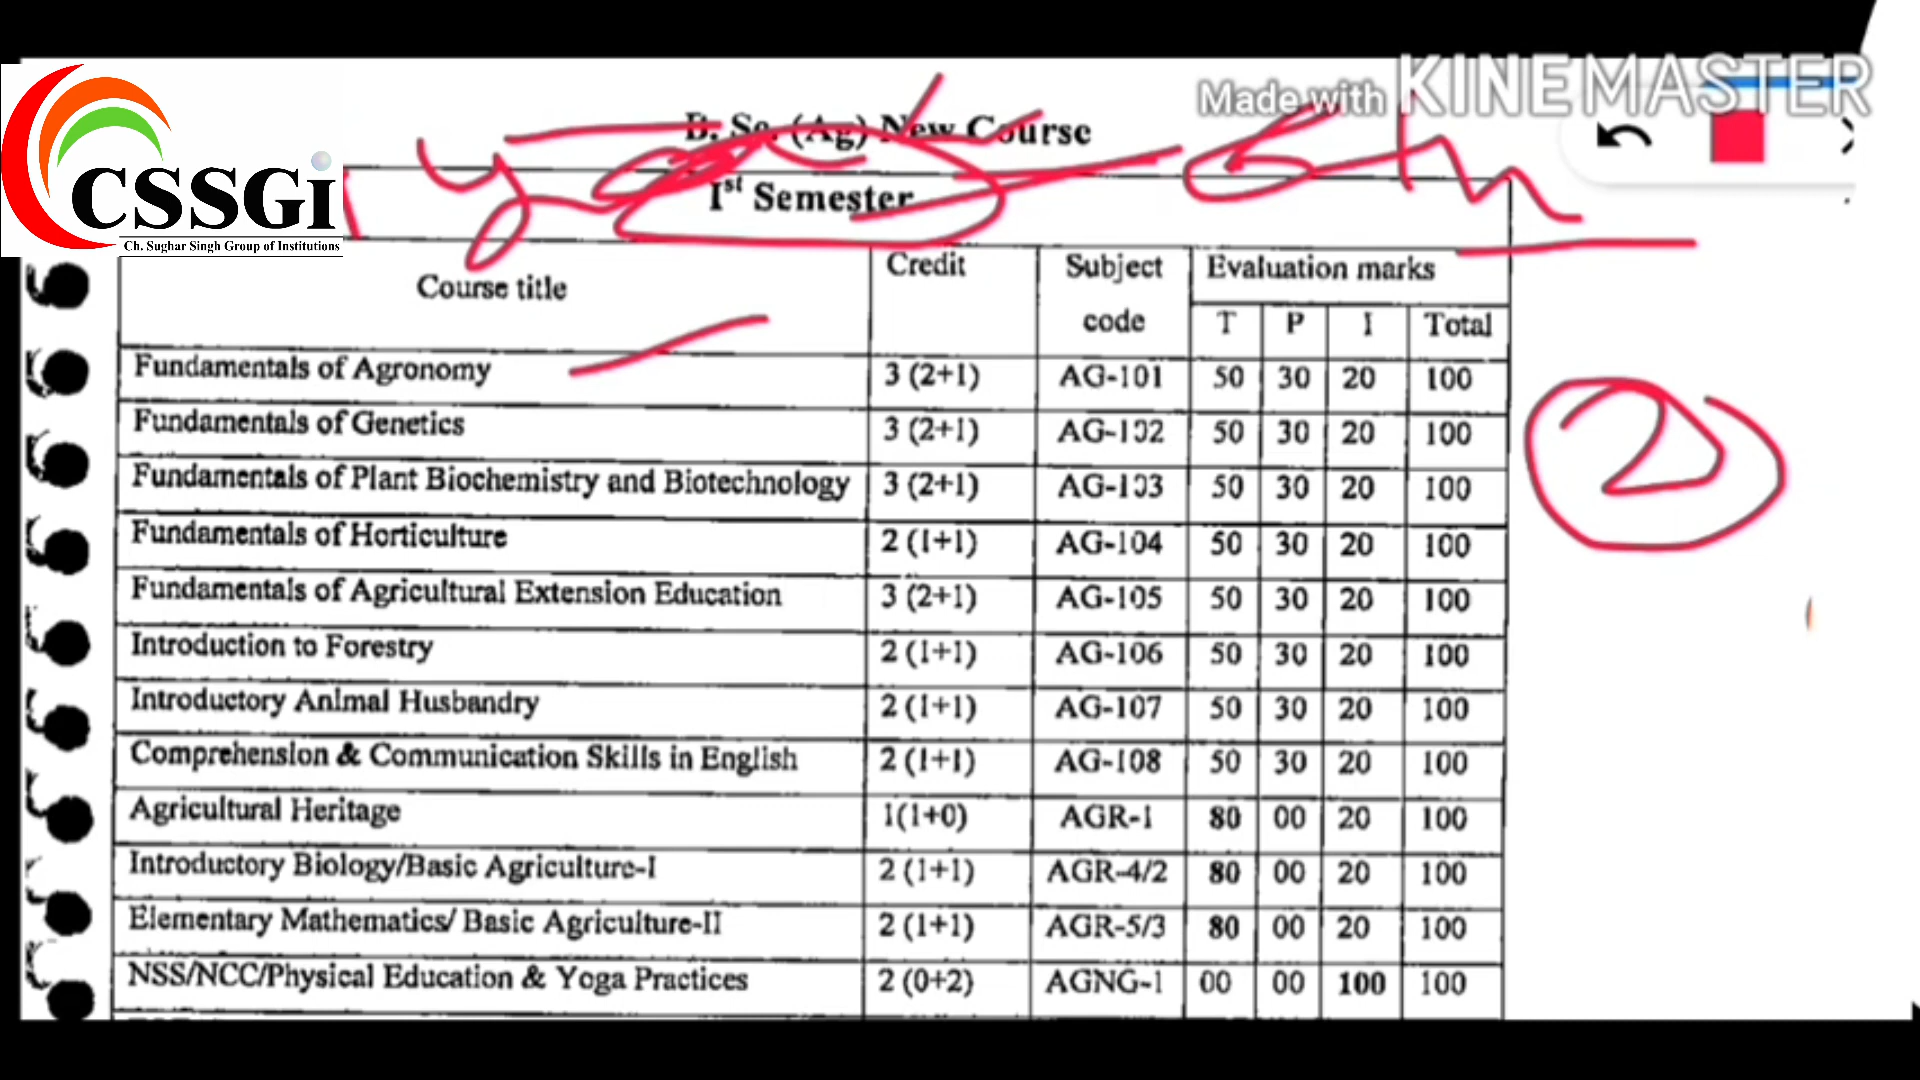 Made with KINEMASTER
CSSGi
Ch. Sughar Singh Group of Institutions
B. Sc. (Ag) New Course
Ist Semester
Course title Credit Subject code Evaluation marks
T P I Total
Fundamentals of Agronomy 3 (2+1) AG-101 50 30 20 100
Fundamentals of Genetics 3 (2+1) AG-102 50 30 20 100
Fundamentals of Plant Biochemistry and Biotechnology 3 (2+1) AG-103 50 30 20 100
Fundamentals of Horticulture 2 (1+1) AG-104 50 30 20 100
Fundamentals of Agricultural Extension Education 3 (2+1) AG-105 50 30 20 100
Introduction to Forestry 2 (1+1) AG-106 50 30 20 100
Introductory Animal Husbandry 2 (1+1) AG-107 50 30 20 100
Comprehension & Communication Skills in English 2 (1+1) AG-108 50 30 20 100
Agricultural Heritage 1(1+0) AGR-1 80 00 20 100
Introductory Biology/Basic Agriculture-I 2 (1+1) AGR-4/2 80 00 20 100
Elementary Mathematics/ Basic Agriculture-II 2 (1+1) AGR-5/3 80 00 20 100
NSS/NCC/Physical Education & Yoga Practices 2 (0+2) AGNG-1 00 00 100 100
2